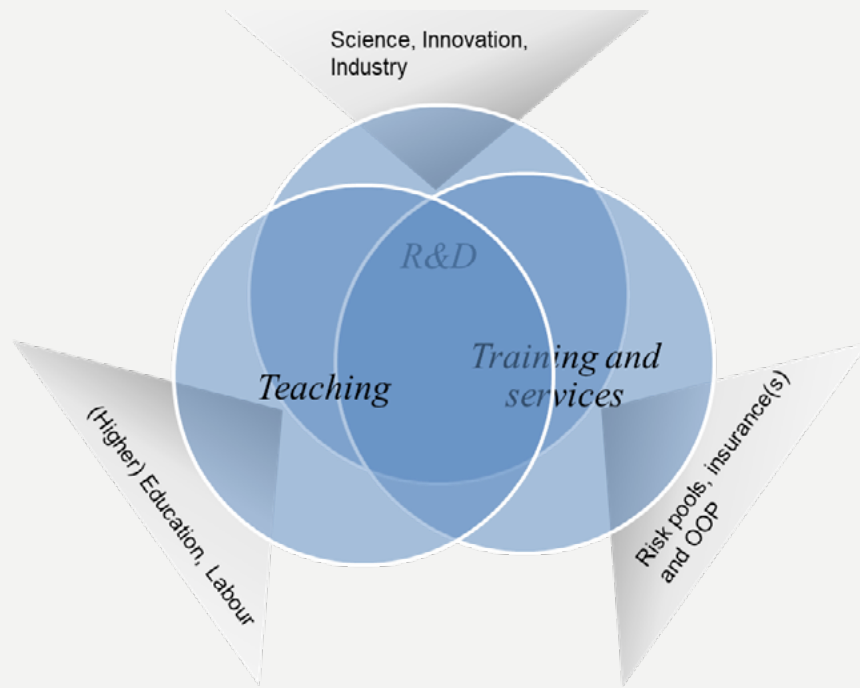 Science, Innovation,
Industry
R&D
Teaching
Training and
services
(Higher) Education, Labour
Risk pools, insurance(s)
and OOP